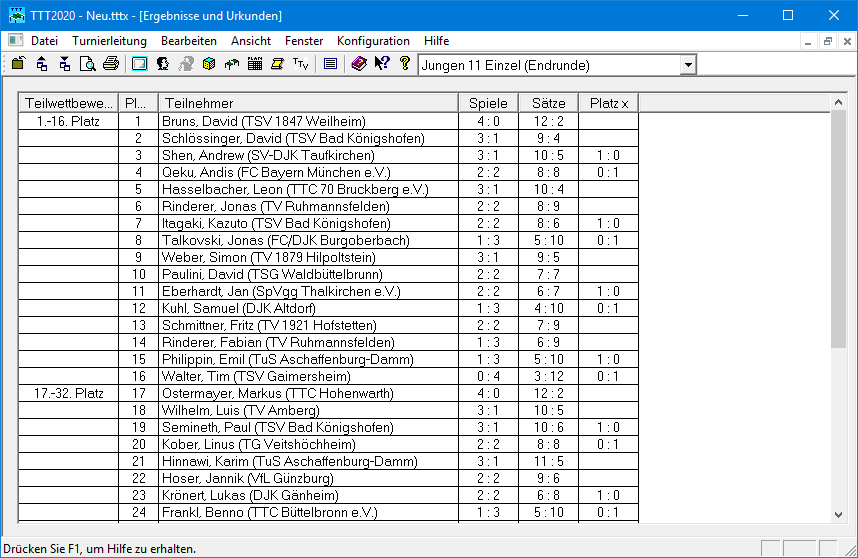 TTT2020 - Neu.tttx - [Ergebnisse und Urkunden]
Datei Turnierleitung Bearbeiten Ansicht Fenster Konfiguration Hilfe
Jungen 11 Einzel (Endrunde)
Teilwettbewe... Pl... Teilnehmer Spiele Sätze Platz x
1.-16. Platz 1 Bruns, David (TSV 1847 Weilheim) 4 : 0 12 : 2
2 Schlössinger, David (TSV Bad Königshofen) 3 : 1 9 : 4
3 Shen, Andrew (SV-DJK Taufkirchen) 3 : 1 10 : 5 1 : 0
4 Qeku, Andis (FC Bayern München e.V.) 2 : 2 8 : 8 0 : 1
5 Hasselbacher, Leon (TTC 70 Bruckberg e.V.) 3 : 1 10 : 4
6 Rinderer, Jonas (TV Ruhmannsfelden) 2 : 2 8 : 9
7 Itagaki, Kazuto (TSV Bad Königshofen) 2 : 2 8 : 6 1 : 0
8 Talkovski, Jonas (FC/DJK Burgoberbach) 1 : 3 5 : 10 0 : 1
9 Weber, Simon (TV 1879 Hilpoltstein) 3 : 1 9 : 5
10 Paulini, David (TSG Waldbüttelbrunn) 2 : 2 7 : 7
11 Eberhardt, Jan (SpVgg Thalkirchen e.V.) 2 : 2 6 : 7 1 : 0
12 Kuhl, Samuel (DJK Altdorf) 1 : 3 4 : 10 0 : 1
13 Schmittner, Fritz (TV 1921 Hofstetten) 2 : 2 7 : 9
14 Rinderer, Fabian (TV Ruhmannsfelden) 1 : 3 6 : 9
15 Philippin, Emil (TuS Aschaffenburg-Damm) 1 : 3 5 : 10 1 : 0
16 Walter, Tim (TSV Gaimersheim) 0 : 4 3 : 12 0 : 1
17.-32. Platz 17 Ostermayer, Markus (TTC Hohenwarth) 4 : 0 12 : 2
18 Wilhelm, Luis (TV Amberg) 3 : 1 10 : 5
19 Semineth, Paul (TSV Bad Königshofen) 3 : 1 10 : 6 1 : 0
20 Kober, Linus (TG Veitshöchheim) 2 : 2 8 : 8 0 : 1
21 Hinnawi, Karim (TuS Aschaffenburg-Damm) 3 : 1 11 : 5
22 Hoser, Jannik (VfL Günzburg) 2 : 2 9 : 6
23 Krönert, Lukas (DJK Gänheim) 2 : 2 6 : 8 1 : 0
24 Frankl, Benno (TTC Büttelbronn e.V.) 1 : 3 5 : 10 0 : 1
Drücken Sie F1, um Hilfe zu erhalten.